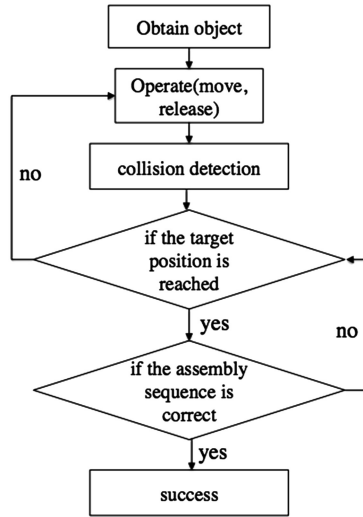 Obtain object
Operate(move,
release)
no
collision detection
if the target
position is
reached
yes
no
if the assembly
sequence is
correct
yes
success